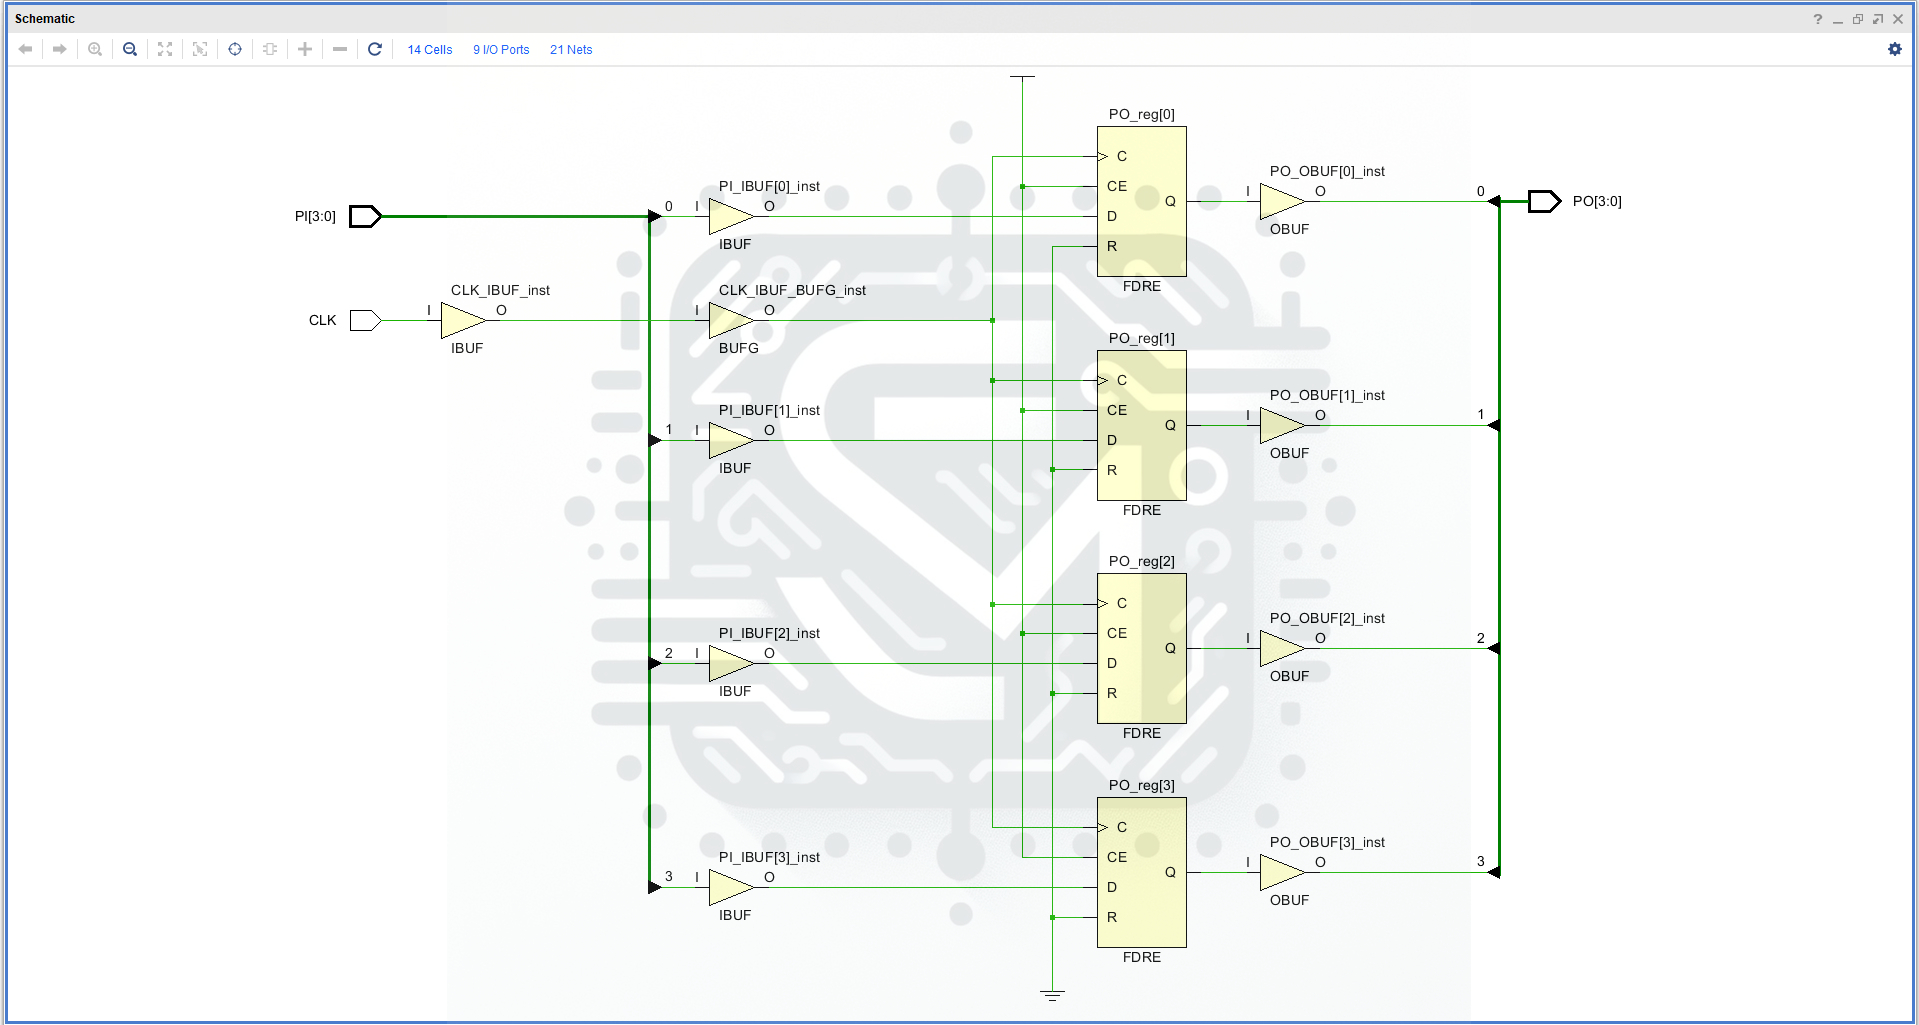 Schematic
?
14 Cells 9 I/O Ports 21 Nets
PO_reg[0]
C
CE
D
R
Q
FDRE
PI_IBUF[0]_inst
0 I O
IBUF
PI[3:0]
PO_OBUF[0]_inst
I O
OBUF
0
PO[3:0]
CLK_IBUF_inst
CLK
I O
IBUF
CLK_IBUF_BUFG_inst
I O
BUFG
PO_reg[1]
C
CE
D
R
Q
FDRE
PI_IBUF[1]_inst
1 I O
IBUF
PO_OBUF[1]_inst
I O
OBUF
1
PO_reg[2]
C
CE
D
R
Q
FDRE
PI_IBUF[2]_inst
2 I O
IBUF
PO_OBUF[2]_inst
I O
OBUF
2
PO_reg[3]
C
CE
D
R
Q
FDRE
PI_IBUF[3]_inst
3 I O
IBUF
PO_OBUF[3]_inst
I O
OBUF
3